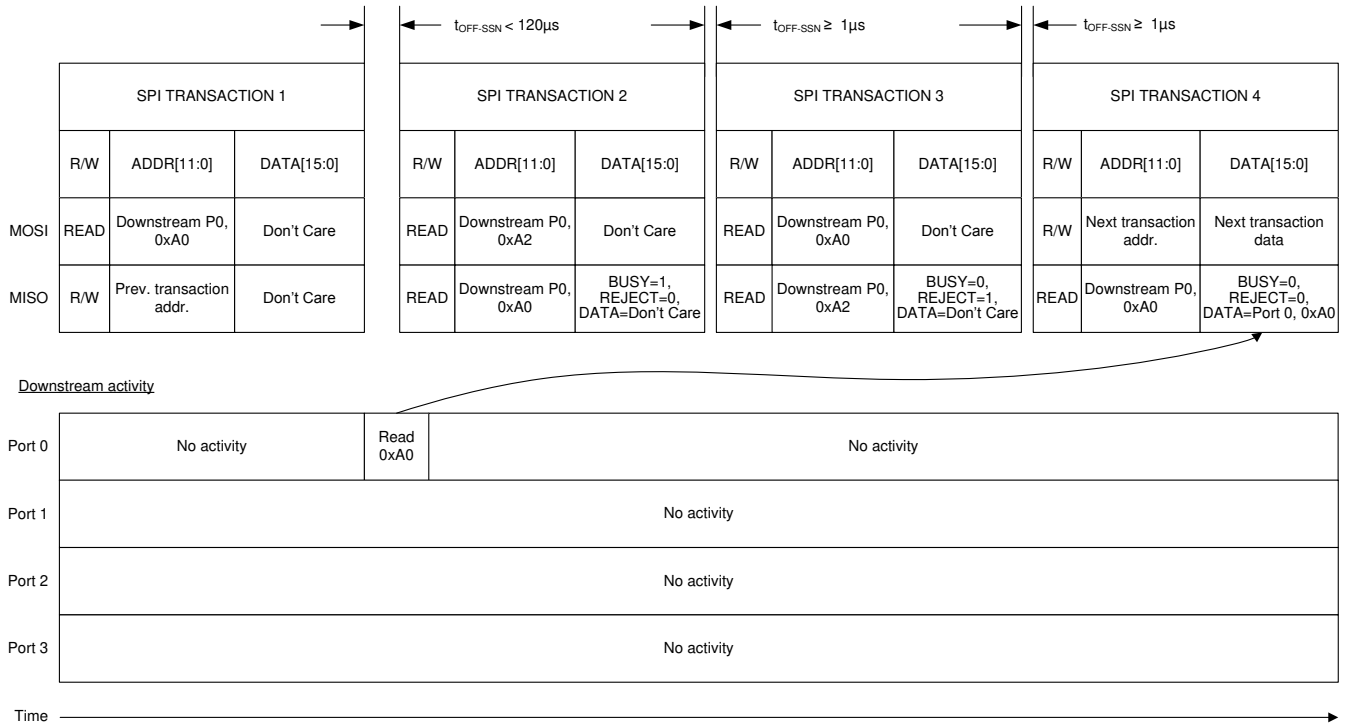 tOFF-SSN < 120µs
tOFF-SSN ≥ 1µs
tOFF-SSN ≥ 1µs
SPI TRANSACTION 1
SPI TRANSACTION 2
SPI TRANSACTION 3
SPI TRANSACTION 4
R/W
ADDR[11:0]
DATA[15:0]
R/W
ADDR[11:0]
DATA[15:0]
R/W
ADDR[11:0]
DATA[15:0]
R/W
ADDR[11:0]
DATA[15:0]
MOSI
READ
Downstream P0,
0xA0
Don't Care
READ
Downstream P0,
0xA2
Don't Care
READ
Downstream P0,
0xA0
Don't Care
R/W
Next transaction
addr.
Next transaction
data
MISO
R/W
Prev. transaction
addr.
Don't Care
READ
Downstream P0,
0xA0
BUSY=1,
REJECT=0,
DATA=Don't Care
READ
Downstream P0,
0xA2
BUSY=0,
REJECT=1,
DATA=Don't Care
READ
Downstream P0,
0xA0
BUSY=0,
REJECT=0,
DATA=Port 0, 0xA0
Downstream activity
Port 0
No activity
Read
0xA0
No activity
Port 1
No activity
Port 2
No activity
Port 3
No activity
Time